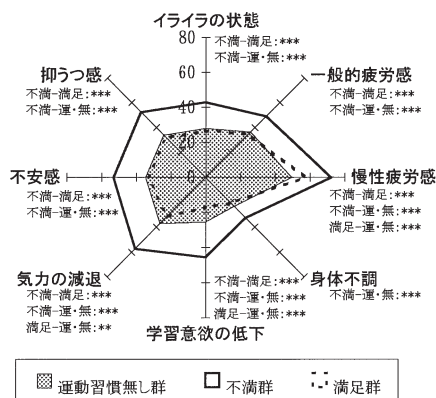 イライラの状態
不満-満足:***
不満-運・無:***
80
60
40
20
0
一般的疲労感
不満-満足:***
不満-運・無:***
慢性疲労感
不満-満足:***
不満-運・無:***
満足-運・無:***
身体不調
不満-運・無:***
不満-満足:***
不満-運・無:***
満足-運・無:***
学習意欲の低下
気力の減退
不満-満足:***
不満-運・無:***
満足-運・無:**
不安感
不満-満足:***
不満-運・無:***
抑うつ感
不満-満足:***
不満-運・無:***
運動習慣無し群 不満群 満足群